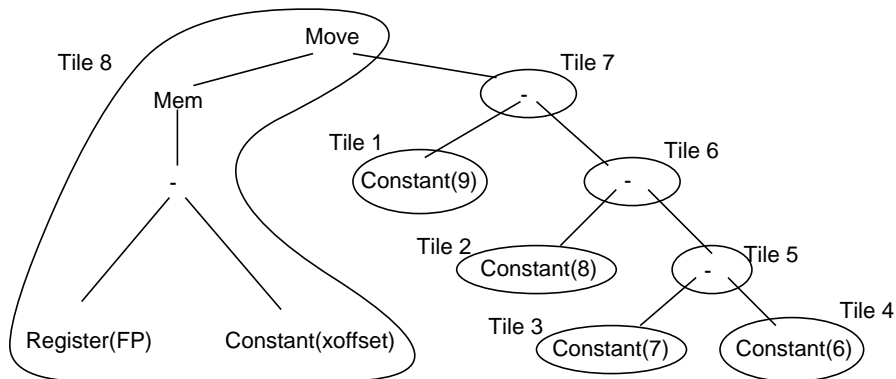 Move
Tile 8
Tile 7
Mem
-
Tile 1
Tile 6
Constant(9)
-
-
Tile 2
Tile 5
Constant(8)
-
Tile 4
Tile 3
Register(FP)
Constant(xoffset)
Constant(7)
Constant(6)